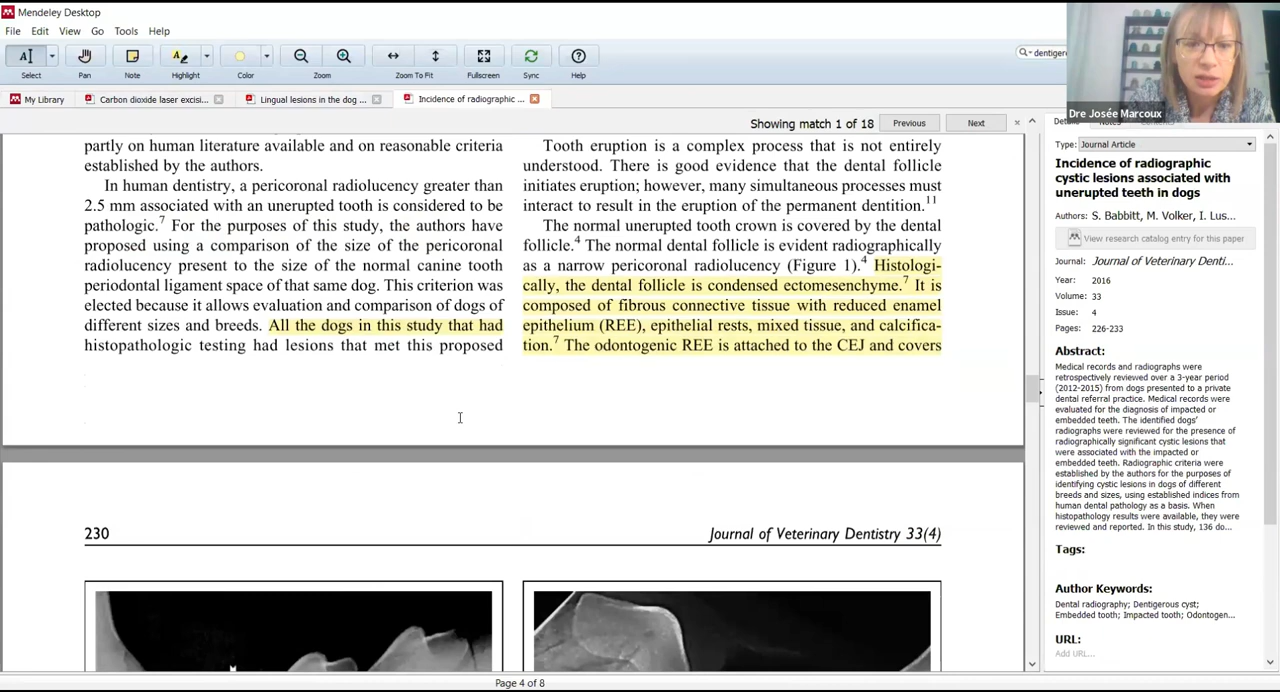 Mendeley Desktop
File Edit View Go Tools Help
Select Pan Note Highlight Color Zoom Zoom To Fit Fullscreen Sync Help
dentiger
Dre Josée Marcoux
My Library
Carbon dioxide laser excisi...
Lingual lesions in the dog ...
Incidence of radiographic ...
Showing match 1 of 18 Previous Next
partly on human literature available and on reasonable criteria
established by the authors.
In human dentistry, a pericoronal radiolucency greater than
2.5 mm associated with an unerupted tooth is considered to be
pathologic.7 For the purposes of this study, the authors have
proposed using a comparison of the size of the pericoronal
radiolucency present to the size of the normal canine tooth
periodontal ligament space of that same dog. This criterion was
elected because it allows evaluation and comparison of dogs of
different sizes and breeds. All the dogs in this study that had
histopathologic testing had lesions that met this proposed
Tooth eruption is a complex process that is not entirely
understood. There is good evidence that the dental follicle
initiates eruption; however, many simultaneous processes must
interact to result in the eruption of the permanent dentition.11
The normal unerupted tooth crown is covered by the dental
follicle.4 The normal dental follicle is evident radiographically
as a narrow pericoronal radiolucency (Figure 1).4 Histologi-
cally, the dental follicle is condensed ectomesenchyme.7 It is
composed of fibrous connective tissue with reduced enamel
epithelium (REE), epithelial rests, mixed tissue, and calcifica-
tion.7 The odontogenic REE is attached to the CEJ and covers
230
Journal of Veterinary Dentistry 33(4)
Type: Journal Article
Incidence of radiographic
cystic lesions associated with
unerupted teeth in dogs
Authors: S. Babbitt, M. Volker, I. Lus...
View research catalog entry for this paper
Journal: Journal of Veterinary Denti...
Year: 2016
Volume: 33
Issue: 4
Pages: 226-233
Abstract:
Medical records and radiographs were
retrospectively reviewed over a 3-year period
(2012-2015) from dogs presented to a private
dental referral practice. Medical records were
evaluated for the diagnosis of impacted or
embedded teeth. The identified dogs'
radiographs were reviewed for the presence of
radiographically significant cystic lesions that
were associated with the impacted or
embedded teeth. Radiographic criteria were
established by the authors for the purposes of
identifying cystic lesions in dogs of different
breeds and sizes, using established indices from
human dental pathology as a basis. When
histopathology results were available, they were
reviewed and reported. In this study, 136 do...
Tags:
Author Keywords:
Dental radiography; Dentigerous cyst;
Embedded tooth; Impacted tooth; Odontogen...
URL:
Add URL...
Page 4 of 8